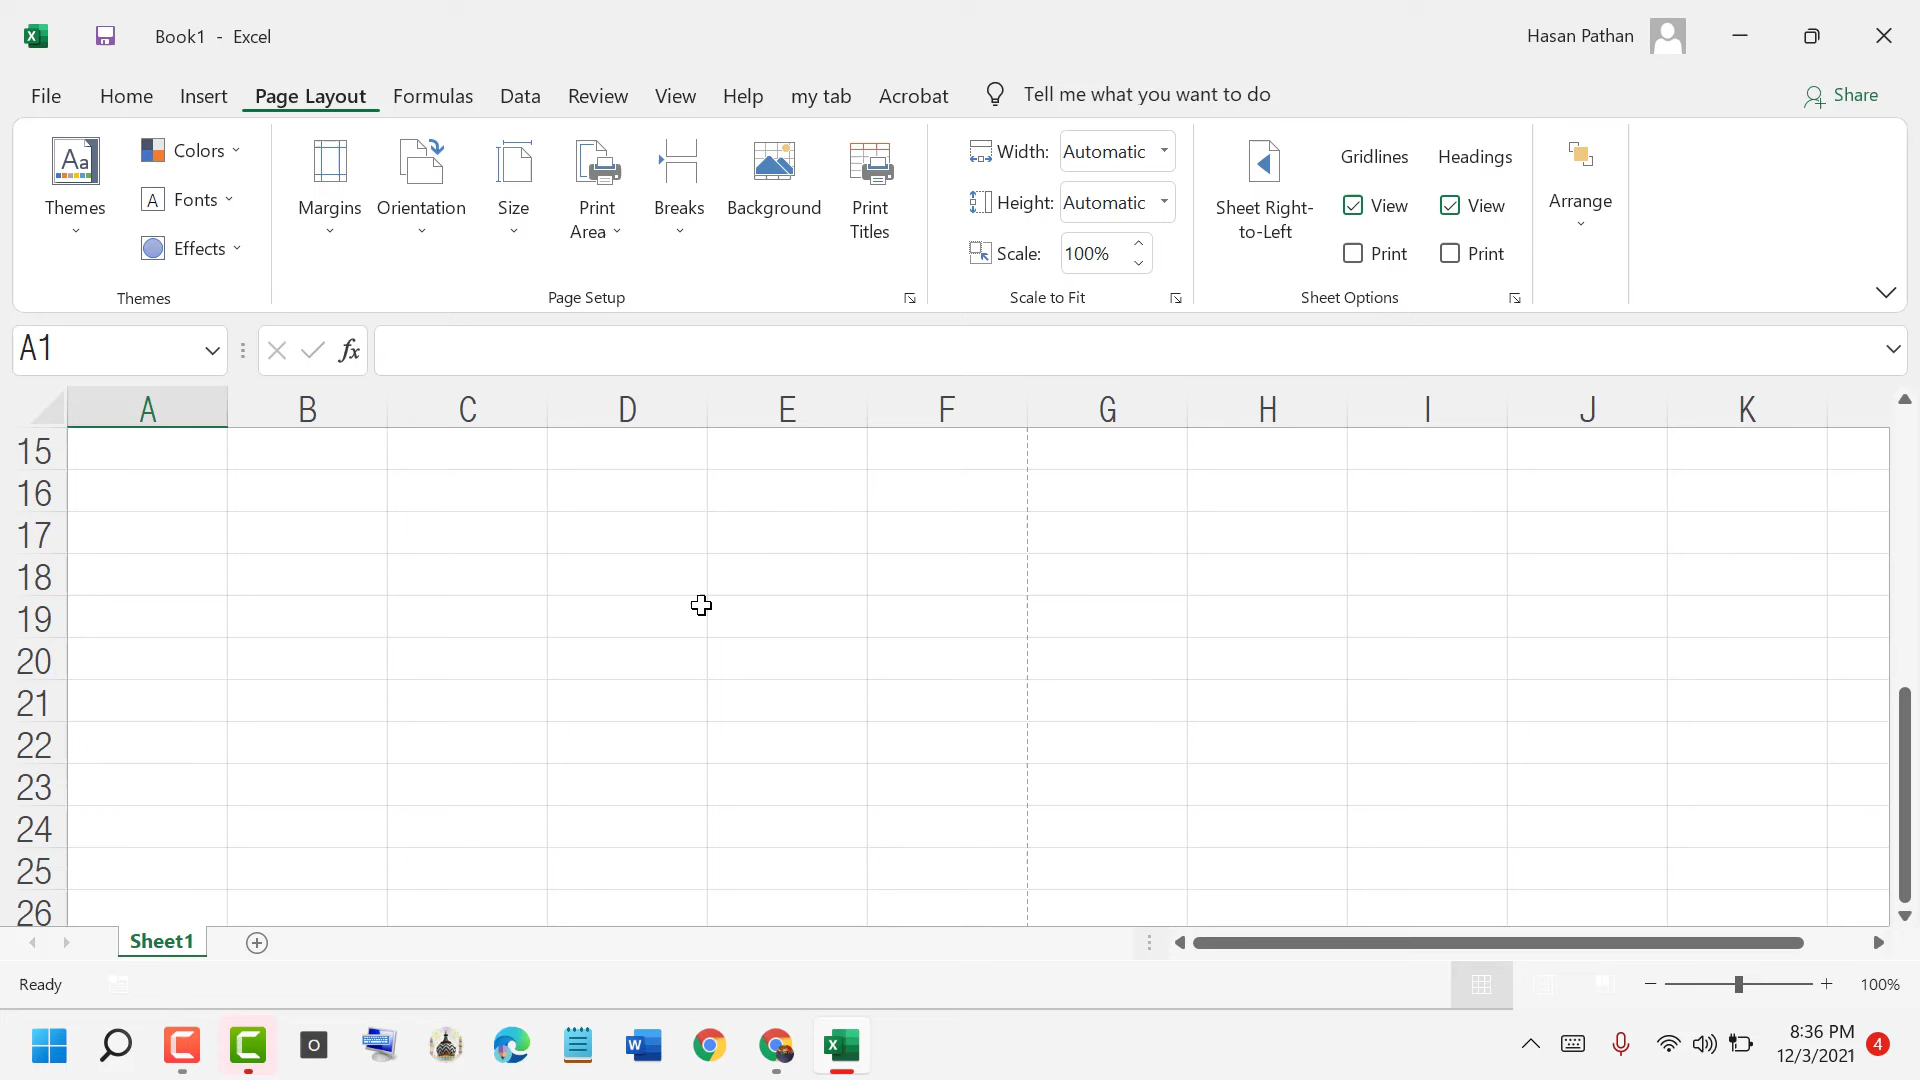 Book1 - Excel
Hasan Pathan
File Home Insert Page Layout Formulas Data Review View Help my tab Acrobat Tell me what you want to do Share
Aa Colors
Themes
A Fonts
Effects
Themes
Margins Orientation Size Print Area Breaks Background Print Titles
Page Setup
Width: Automatic
Height: Automatic
Scale: 100%
Scale to Fit
Sheet Right-to-Left
Gridlines Headings
View View
Print Print
Sheet Options
Arrange
A1 fx
A B C D E F G H I J K
15
16
17
18
19
20
21
22
23
24
25
26
Sheet1
Ready 100%
8:36 PM
12/3/2021 4